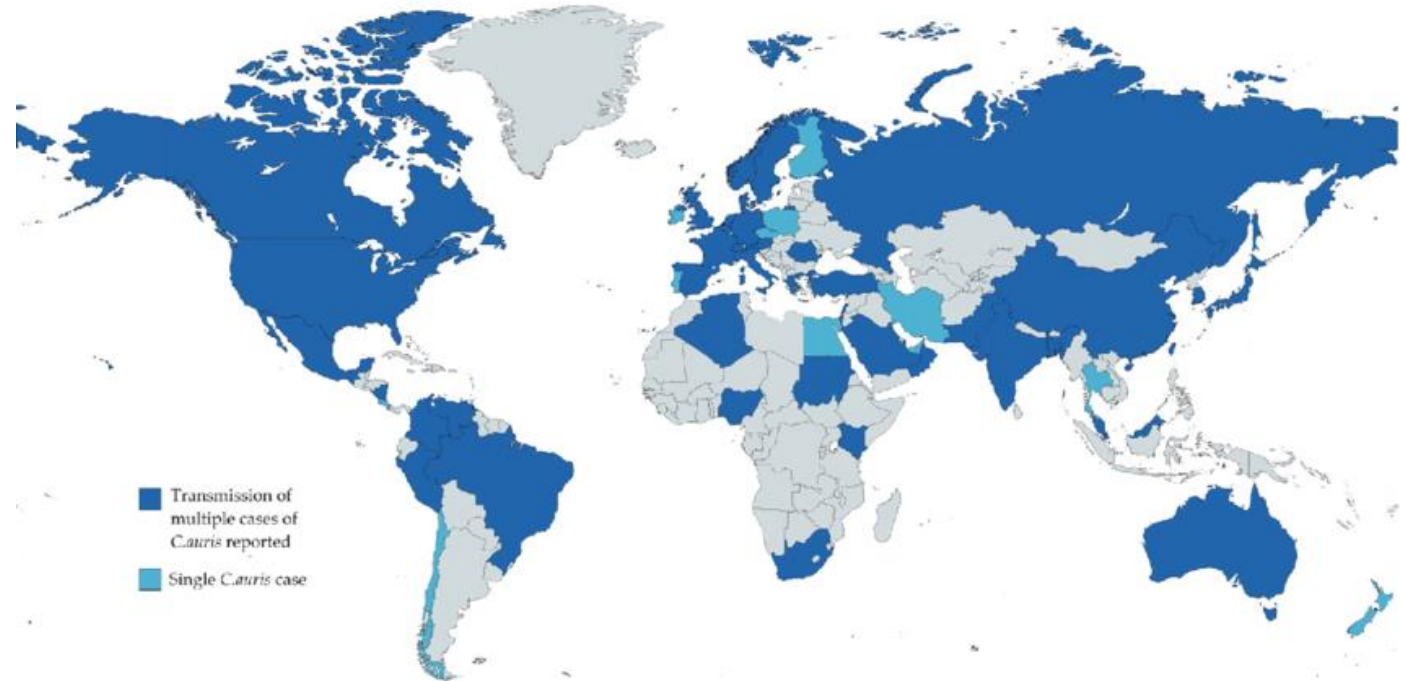 Transmission of
multiple cases of
C.auris reported
Single C.auris case